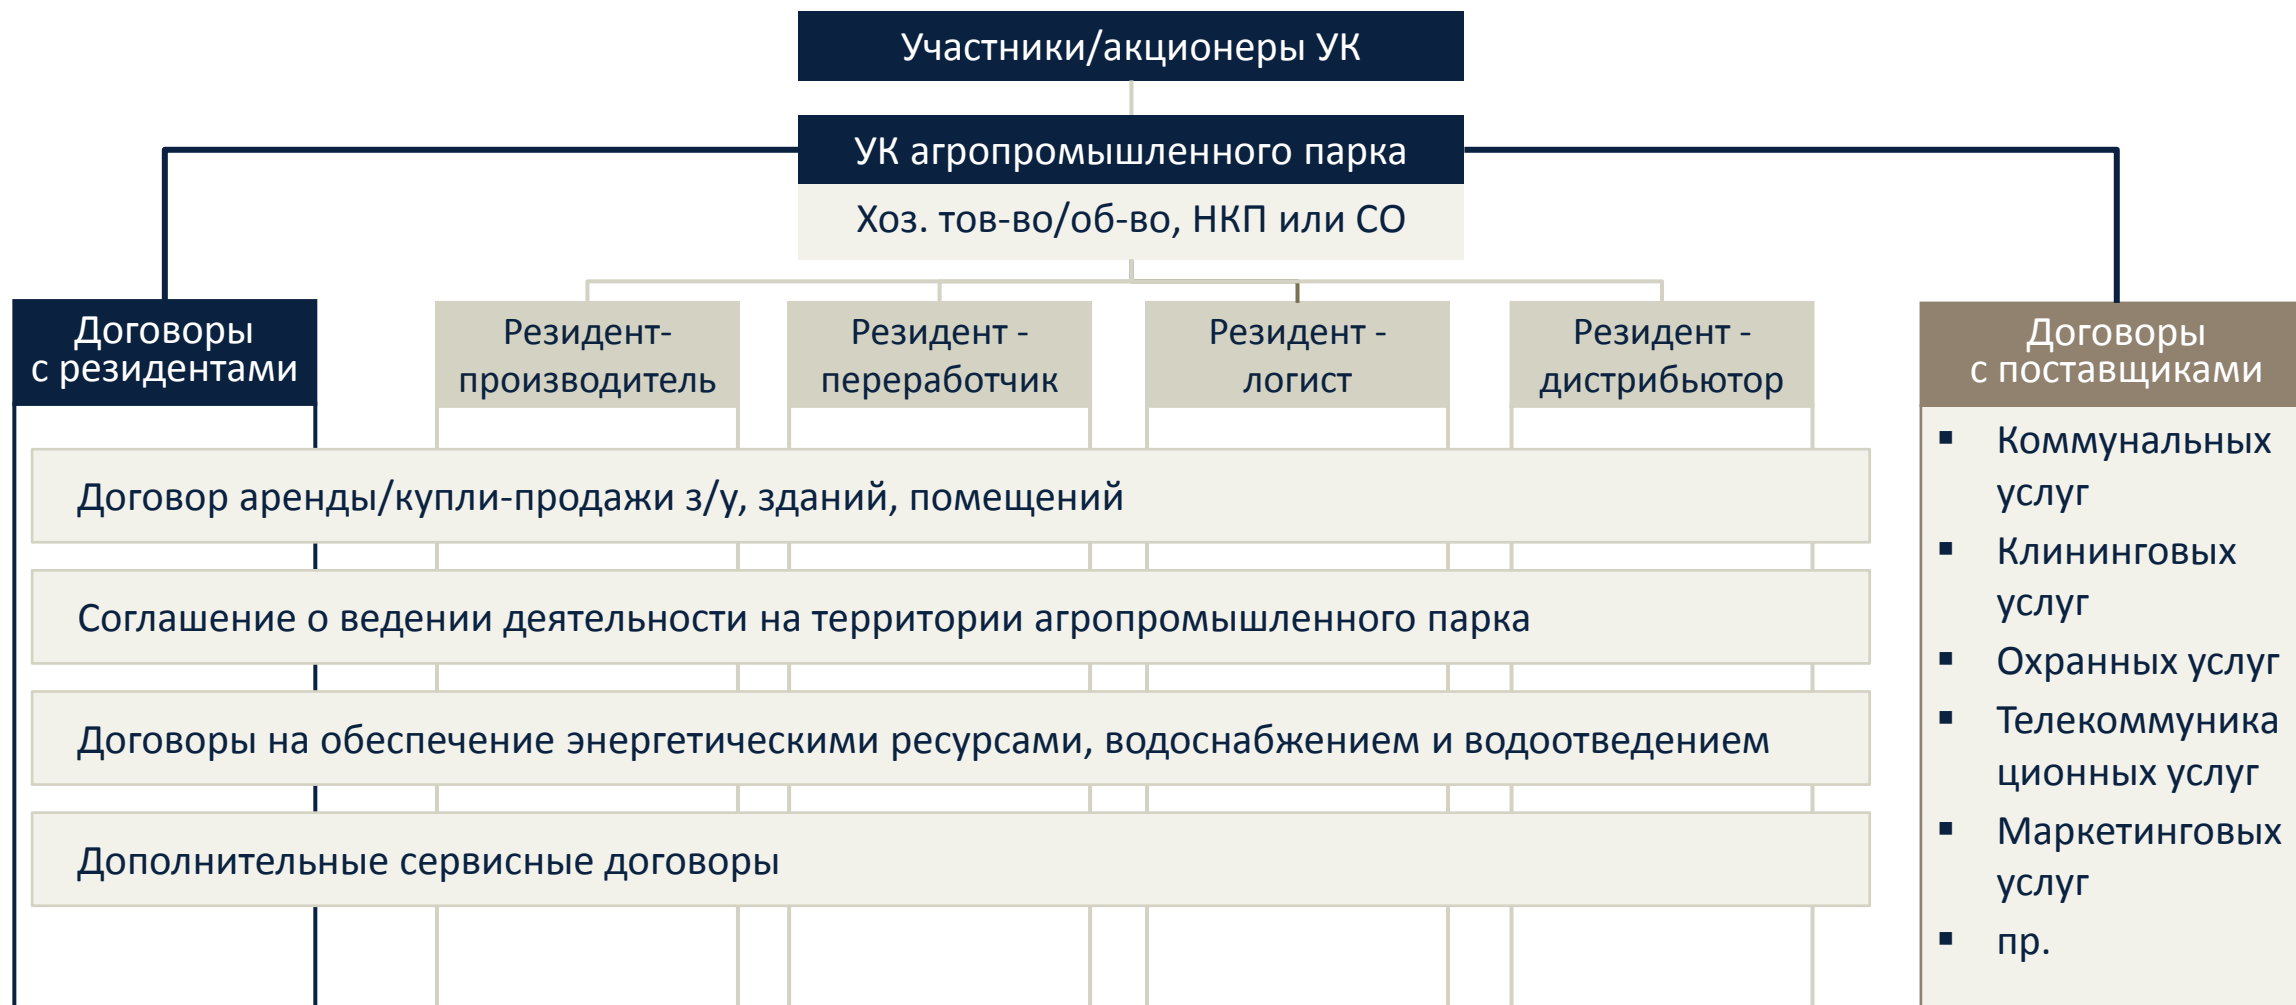 Участники/акционеры УК
УК агропромышленного парка
Хоз. тов-во/об-во, НКП или СО
Договоры
с резидентами
Резидент-
производитель
Резидент -
переработчик
Резидент -
логист
Резидент -
дистрибьютор
Договоры
с поставщиками
Договор аренды/купли-продажи з/у, зданий, помещений
Соглашение о ведении деятельности на территории агропромышленного парка
Договоры на обеспечение энергетическими ресурсами, водоснабжением и водоотведением
Дополнительные сервисные договоры
▪ Коммунальных
услуг
▪ Клининговых
услуг
▪ Охранных услуг
▪ Телекоммуника
ционных услуг
▪ Маркетинговых
услуг
▪ пр.